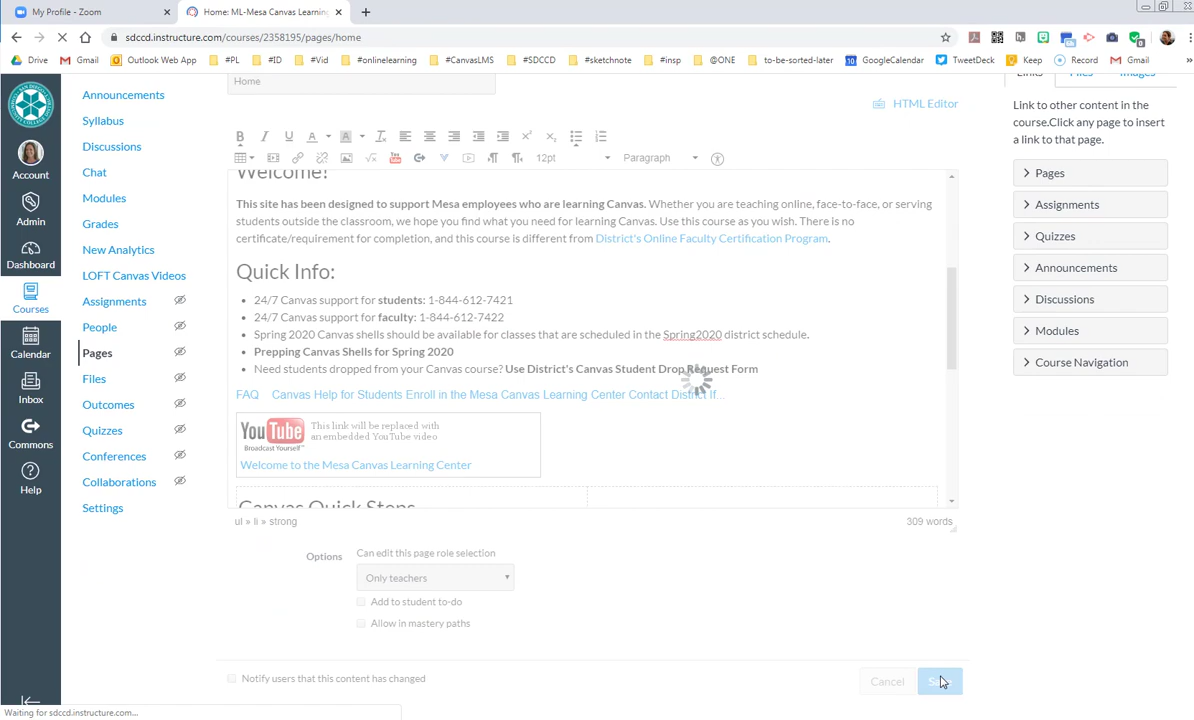 My Profile - Zoom
Home: ML-Mesa Canvas Learning
sdccd.instructure.com/courses/2358195/pages/home
Drive Gmail Outlook Web App #PL #ID #Vid #onlinelearning #CanvasLMS #SDCCD #sketchnote #insp @ONE to-be-sorted-later GoogleCalendar TweetDeck Keep Record Gmail
Account
Admin
Dashboard
Courses
Calendar
Inbox
Commons
Help
Announcements
Syllabus
Discussions
Chat
Modules
Grades
New Analytics
LOFT Canvas Videos
Assignments
People
Pages
Files
Outcomes
Quizzes
Conferences
Collaborations
Settings
Home
HTML Editor
12pt Paragraph
Welcome!
This site has been designed to support Mesa employees who are learning Canvas. Whether you are teaching online, face-to-face, or serving
students outside the classroom, we hope you find what you need for learning Canvas. Use this course as you wish. There is no
certificate/requirement for completion, and this course is different from District's Online Faculty Certification Program.
Quick Info:
24/7 Canvas support for students: 1-844-612-7421
24/7 Canvas support for faculty: 1-844-612-7422
Spring 2020 Canvas shells should be available for classes that are scheduled in the Spring2020 district schedule.
Prepping Canvas Shells for Spring 2020
Need students dropped from your Canvas course? Use District's Canvas Student Drop Request Form
FAQ Canvas Help for Students Enroll in the Mesa Canvas Learning Center Contact District If...
YouTube
Broadcast Yourself™
This link will be replaced with
an embedded YouTube video
Welcome to the Mesa Canvas Learning Center
Canvas Quick Steps
ul » li » strong
309 words
Options
Can edit this page role selection
Only teachers
Add to student to-do
Allow in mastery paths
Notify users that this content has changed
Cancel
Links Files Images
Link to other content in the
course.Click any page to insert
a link to that page.
Pages
Assignments
Quizzes
Announcements
Discussions
Modules
Course Navigation
Waiting for sdccd.instructure.com...